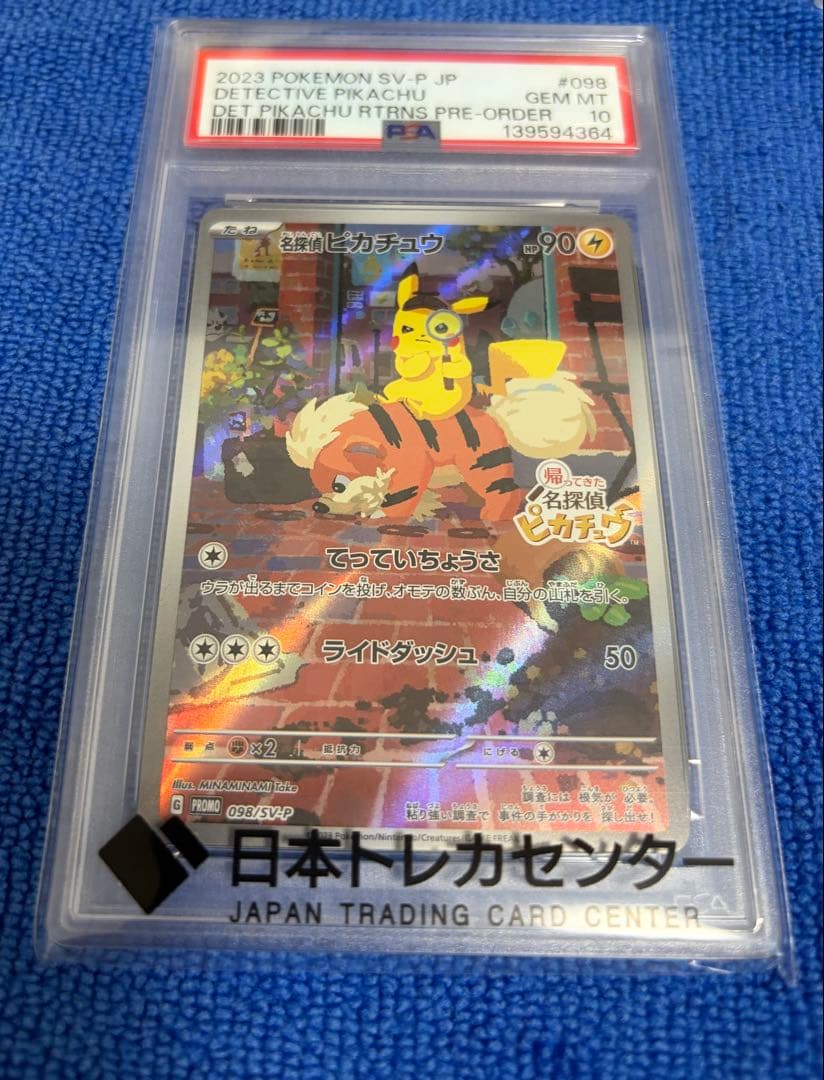 2023 POKEMON SV-P JP #098
DETECTIVE PIKACHU GEM MT
DET PIKACHU RTRNS PRE-ORDER 10
PSA 139594364
たね
名探偵ピカチュウ HP90
帰ってきた
名探偵
ピカチュウ
TM
てっていちょうさ
ウラが出るまでコインを投げ、オモテの数ぶん、自分の山札を引く。
ライドダッシュ 50
弱点 ×2 抵抗力 にげる
Illus. MINAMINAMI Take
調査には 根気が 必要。
G PROMO 098/SV-P
粘り強い調査で 事件の手がかりを 探し出せ!
©2023 Pokémon/Nintendo/Creatures/GAME FREAK
日本トレカセンター
JAPAN TRADING CARD CENTER